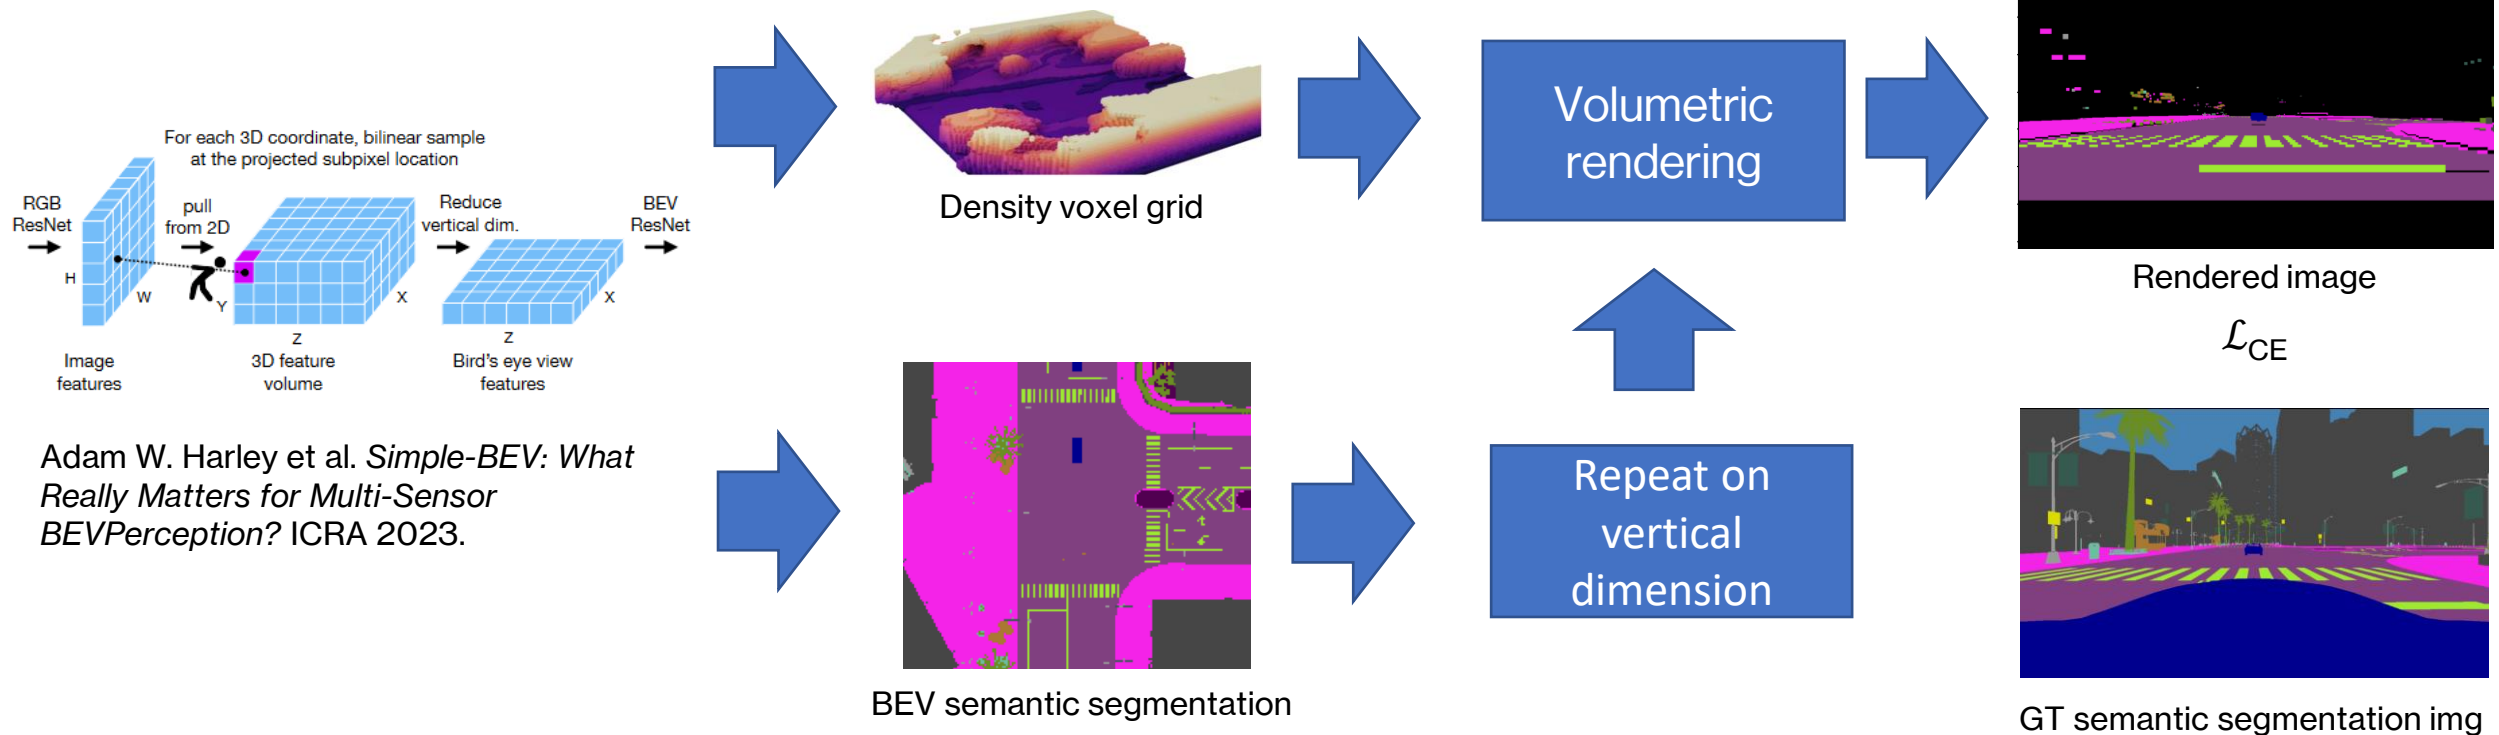 For each 3D coordinate, bilinear sample
at the projected subpixel location
RGB
ResNet
pull
from 2D
Reduce
vertical dim.
BEV
ResNet
H
W
Y
Z
X
Z
X
Image
features
3D feature
volume
Bird's eye view
features
Adam W. Harley et al. Simple-BEV: What
Really Matters for Multi-Sensor
BEVPerception? ICRA 2023.
Density voxel grid
BEV semantic segmentation
Volumetric
rendering
Repeat on
vertical
dimension
Rendered image
ℒCE
GT semantic segmentation img